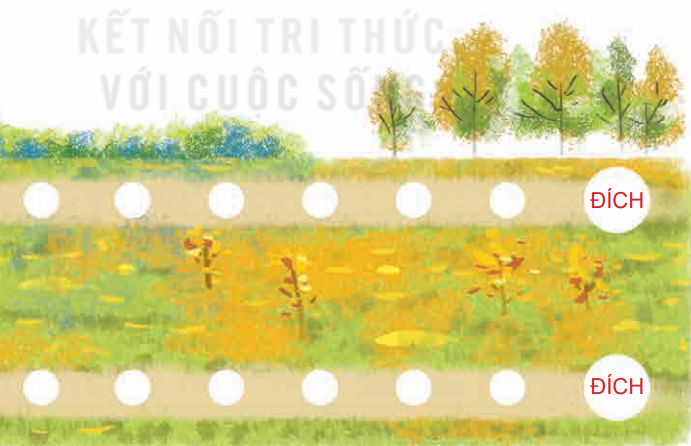 KẾT NỐI TRI THỨC
VỚI CUỘC SỐNG
ĐÍCH
ĐÍCH